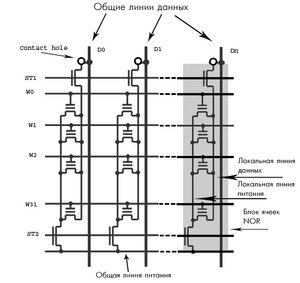 Общие линии данных
Contact hole
D0
D1
Dn
ST1
W0
W1
W2
Локальная линия
данных
Локальная линия
питания
W31
Блок ячеек
NOR
ST2
Общая линия питания